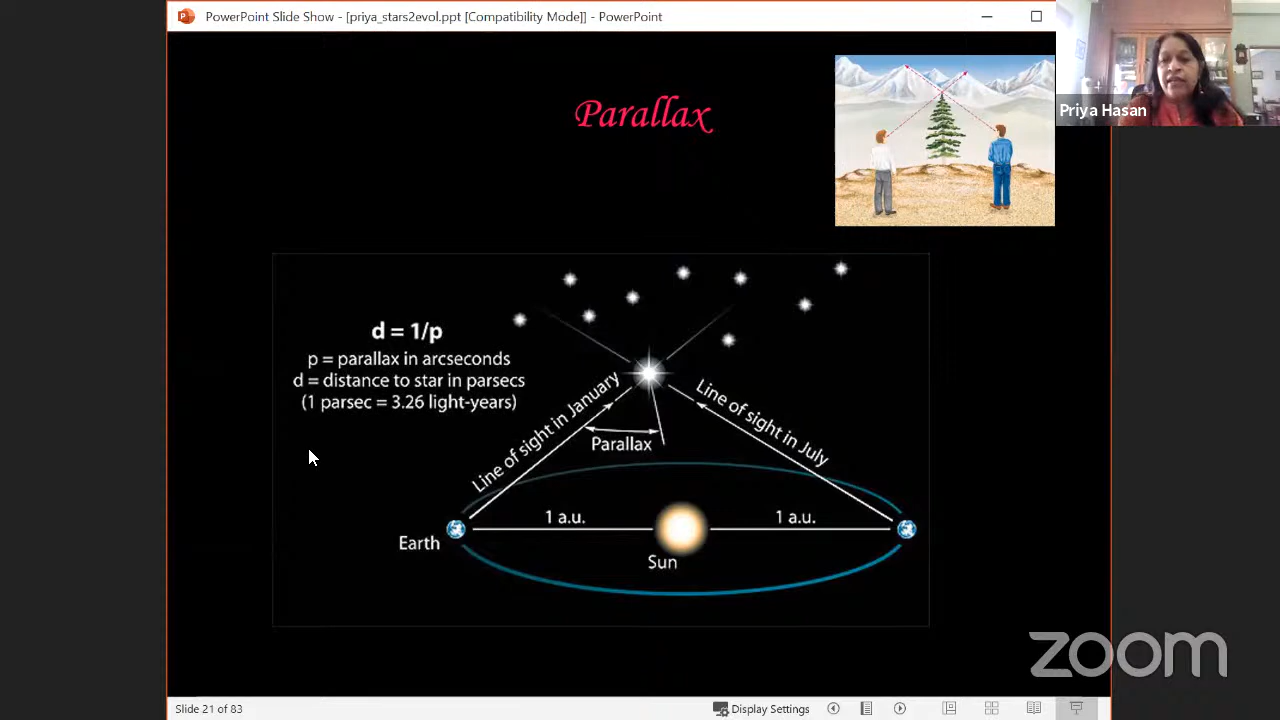 PowerPoint Slide Show - [priya_stars2evol.ppt [Compatibility Mode]] - PowerPoint
Priya Hasan
Parallax
d = 1/p
p = parallax in arcseconds
d = distance to star in parsecs
(1 parsec = 3.26 light-years)
Line of sight in January
Line of sight in July
Parallax
1 a.u.
1 a.u.
Earth
Sun
zoom
Slide 21 of 83
Display Settings